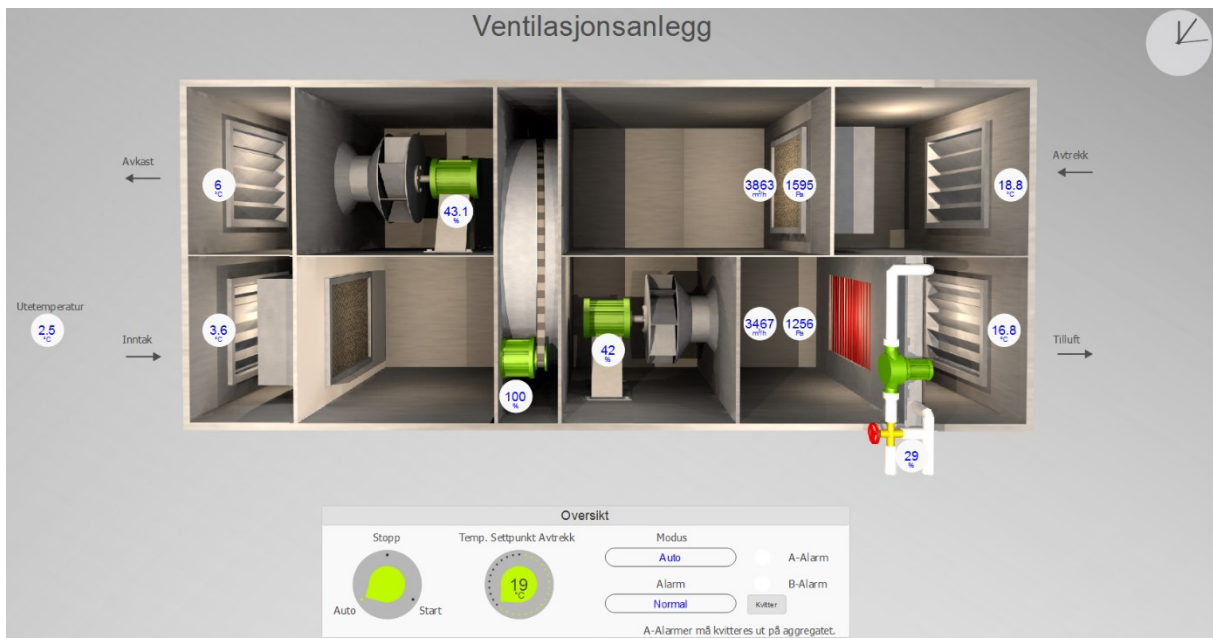 Ventilasjonsanlegg
Avkast
6
°C
43.1
%
3863
m³/h
1595
Pa
18.8
°C
Avtrekk
Utetemperatur
2.5
°C
Inntak
3.6
°C
100
%
42
%
3467
m³/h
1256
Pa
16.8
°C
Tilluft
29
%
Oversikt
Stopp
Auto
Start
Temp. Settpunkt Avtrekk
19
°C
Modus
Auto
Alarm
Normal
A-Alarm
B-Alarm
Kvitter
A-Alarmer må kvitteres ut på aggregatet.